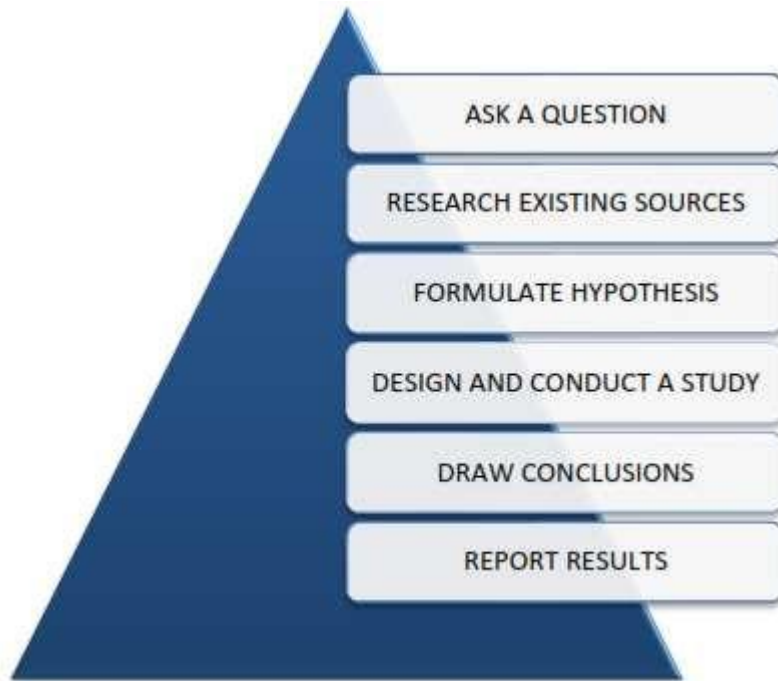 ASK A QUESTION
RESEARCH EXISTING SOURCES
FORMULATE HYPOTHESIS
DESIGN AND CONDUCT A STUDY
DRAW CONCLUSIONS
REPORT RESULTS